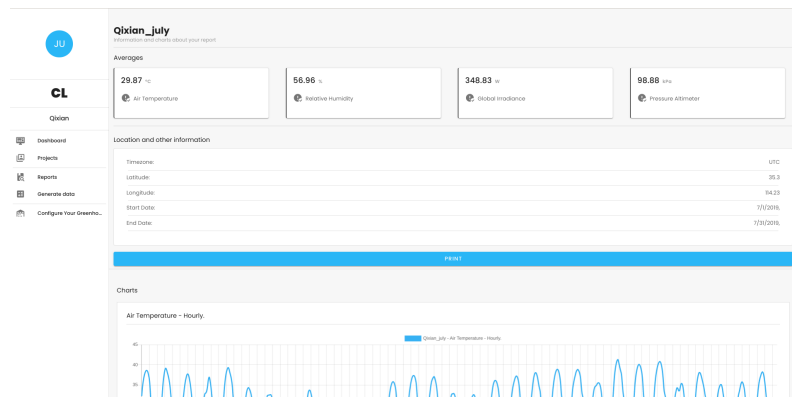 JU
CL
Qixian
Dashboard
Projects
Reports
Generate data
Configure Your Greenho...
Qixian_july
Information and charts about your report
Averages
29.87 °C
Air Temperature
56.96 %
Relative Humidity
348.83 W
Global Irradiance
98.88 kPa
Pressure Altimeter
Location and other information
Timezone: UTC
Latitude: 35.3
Longitude: 114.23
Start Date: 7/1/2019.
End Date: 7/31/2019.
PRINT
Charts
Air Temperature - Hourly.
Qixian_july - Air Temperature - Hourly
45
40
35